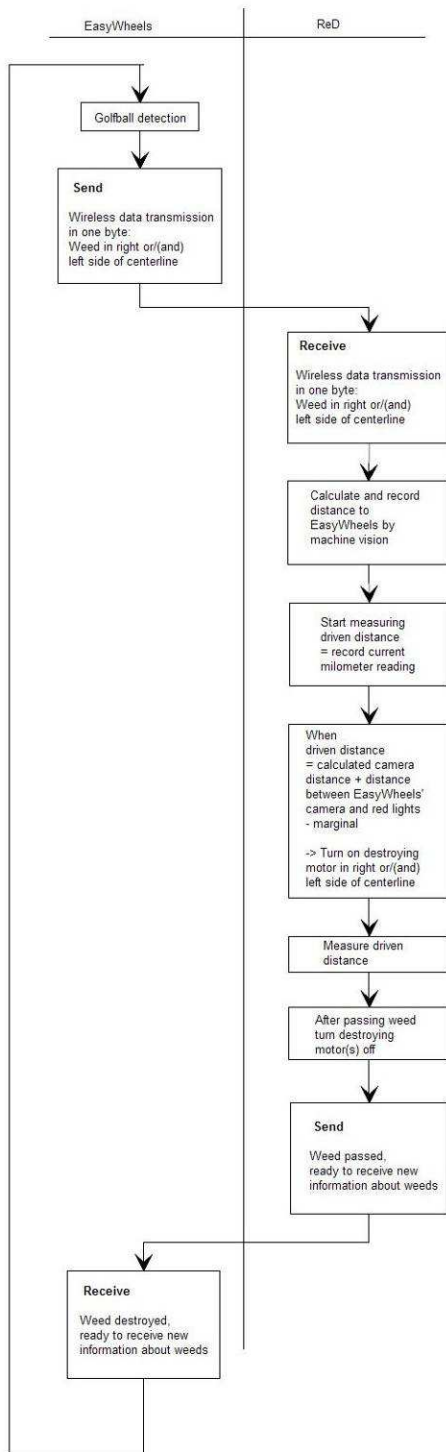 EasyWheels
ReD
Golfball detection
Send
Wireless data transmission
in one byte:
Weed in right or/(and)
left side of centerline
Receive
Wireless data transmission
in one byte:
Weed in right or/(and)
left side of centerline
Calculate and record
distance to
EasyWheels by
machine vision
Start measuring
driven distance
= record current
milometer reading
When
driven distance
= calculated camera
distance + distance
between EasyWheels'
camera and red lights
- marginal
-> Turn on destroying
motor in right or/(and)
left side of centerline
Measure driven
distance
After passing weed
turn destroying
motor(s) off
Send
Weed passed,
ready to receive new
information about weeds
Receive
Weed destroyed,
ready to receive new
information about weeds